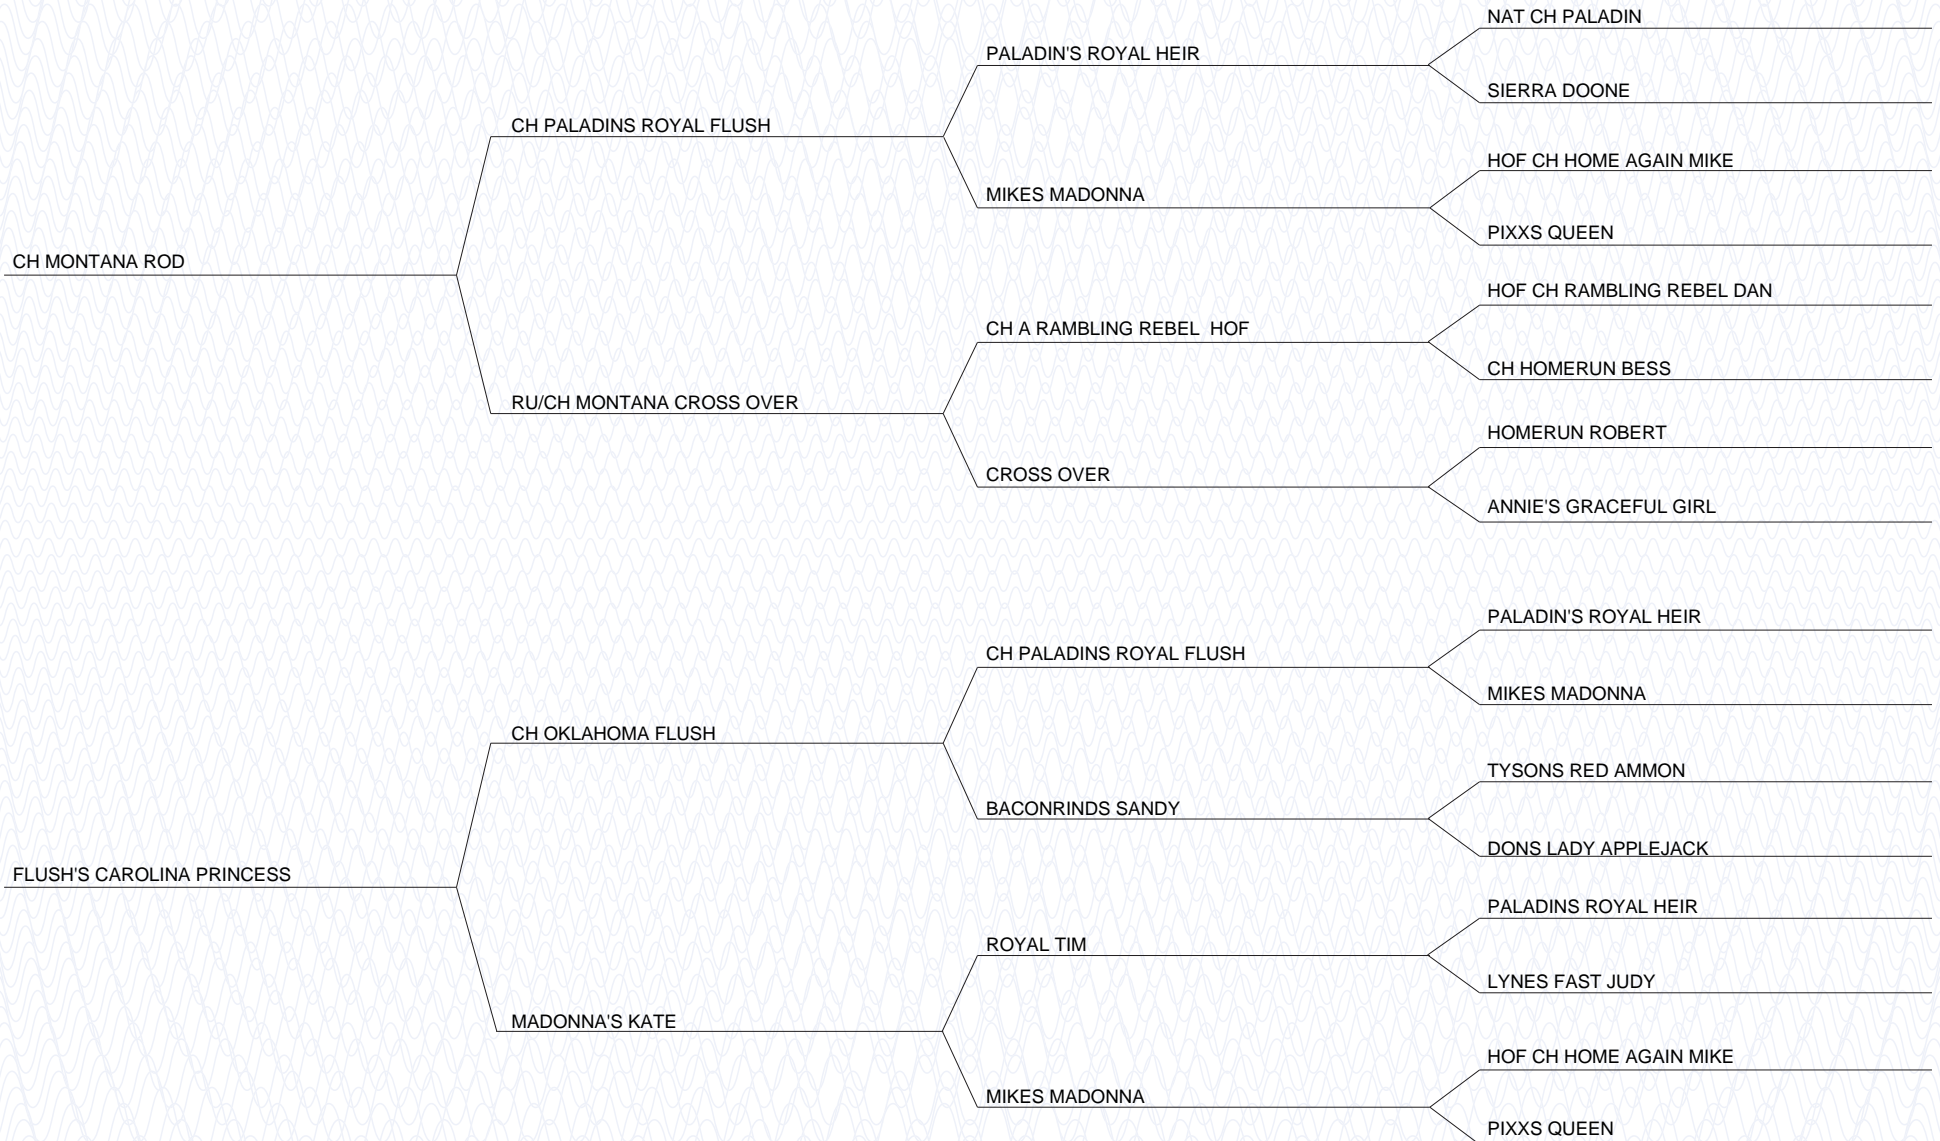 NAT CH PALADIN
PALADIN'S ROYAL HEIR
SIERRA DOONE
CH PALADINS ROYAL FLUSH
HOF CH HOME AGAIN MIKE
MIKES MADONNA
PIXXS QUEEN
CH MONTANA ROD
HOF CH RAMBLING REBEL DAN
CH A RAMBLING REBEL  HOF
CH HOMERUN BESS
RU/CH MONTANA CROSS OVER
HOMERUN ROBERT
CROSS OVER
ANNIE'S GRACEFUL GIRL
PALADIN'S ROYAL HEIR
CH PALADINS ROYAL FLUSH
MIKES MADONNA
CH OKLAHOMA FLUSH
TYSONS RED AMMON
BACONRINDS SANDY
DONS LADY APPLEJACK
FLUSH'S CAROLINA PRINCESS
PALADINS ROYAL HEIR
ROYAL TIM
LYNES FAST JUDY
MADONNA'S KATE
HOF CH HOME AGAIN MIKE
MIKES MADONNA
PIXXS QUEEN